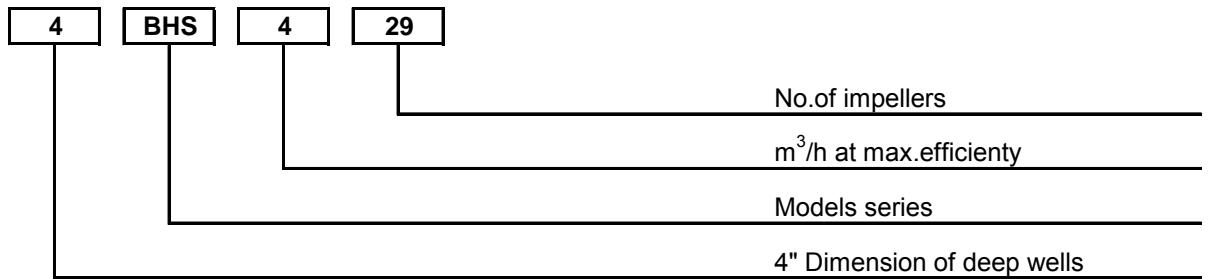 4 BHS 4 29
No.of impellers
m³/h at max.efficienty
Models series
4" Dimension of deep wells